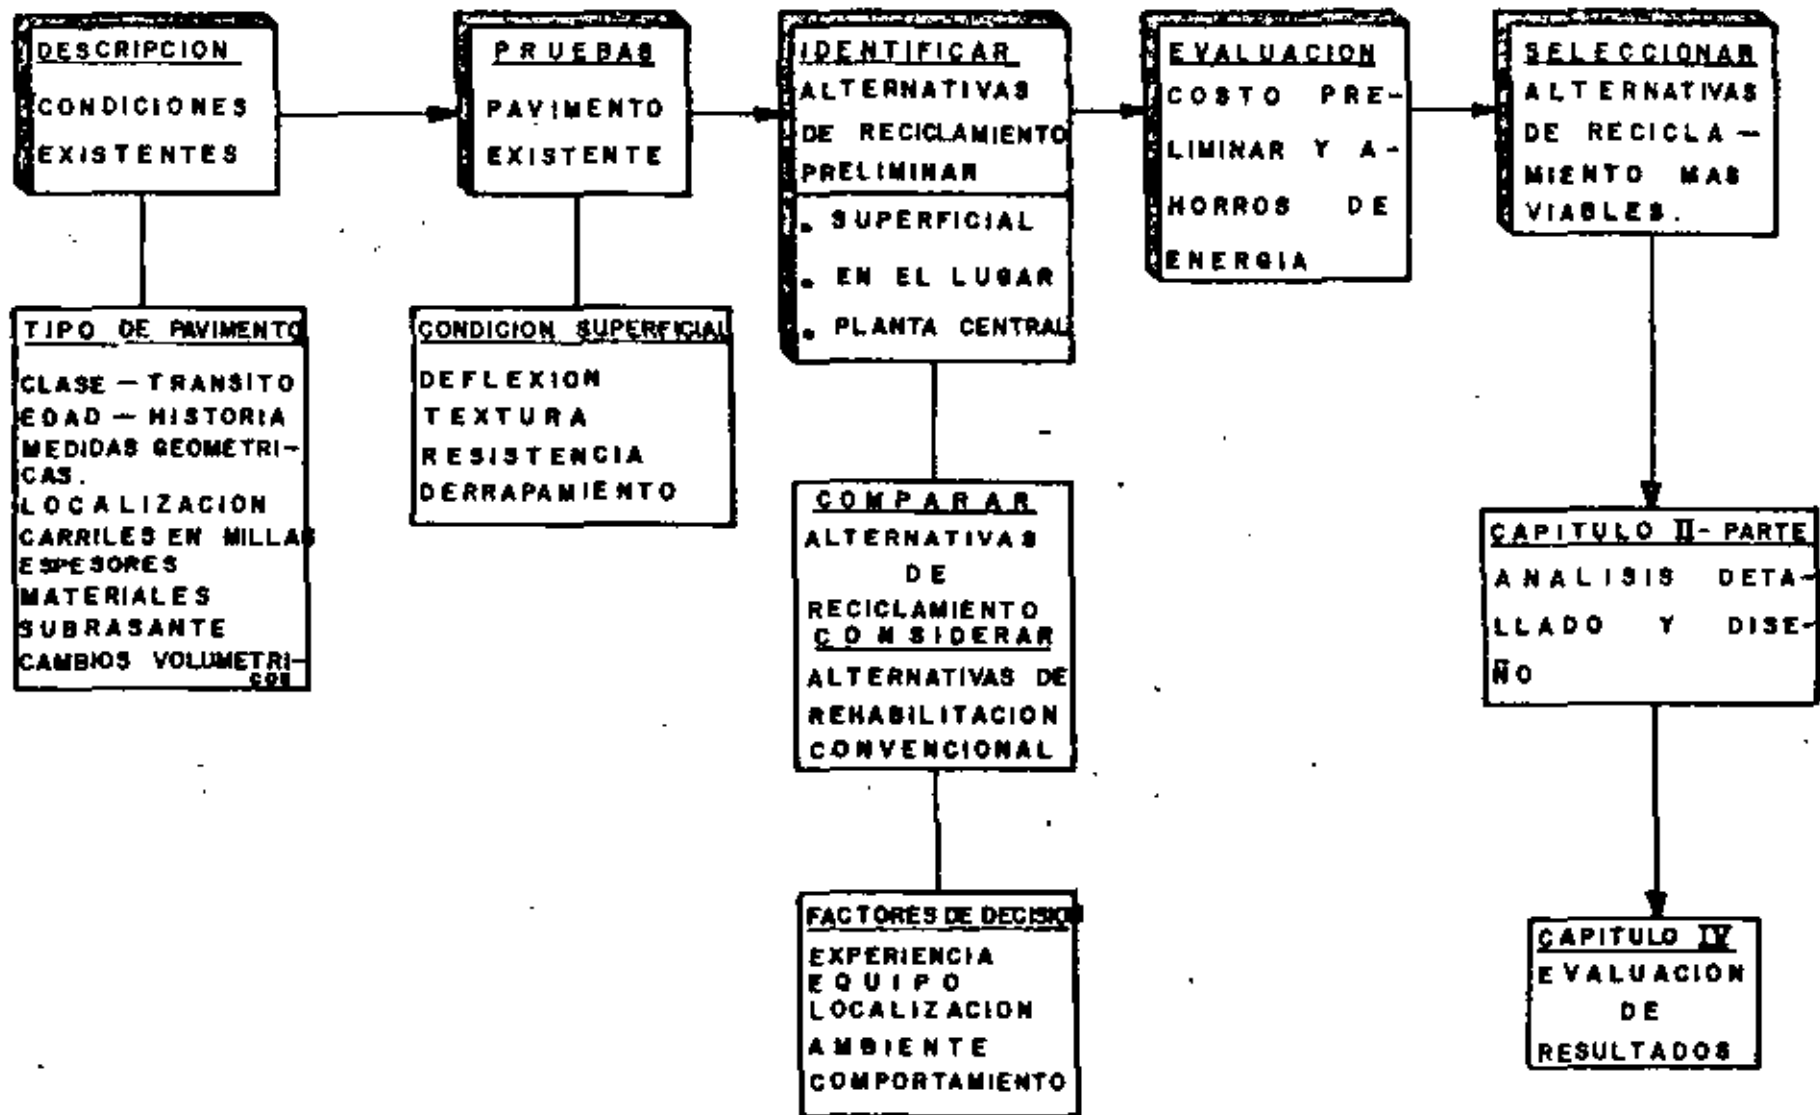 DESCRIPCION
CONDICIONES
EXISTENTES
PRUEBAS
PAVIMENTO
EXISTENTE
IDENTIFICAR
ALTERNATIVAS
DE RECICLAMIENTO
PRELIMINAR
. SUPERFICIAL
. EN EL LUGAR
. PLANTA CENTRAL
EVALUACION
COSTO PRE-
LIMINAR Y A-
HORROS DE
ENERGIA
SELECCIONAR
ALTERNATIVAS
DE RECICLA-
MIENTO MAS
VIABLES.
TIPO DE PAVIMENTO
CLASE - TRANSITO
EDAD - HISTORIA
MEDIDAS GEOMETRI-
CAS.
LOCALIZACION
CARRILES EN MILLAS
ESPESORES
MATERIALES
SUBRASANTE
CAMBIOS VOLUMETRI-
COS
CONDICION SUPERFICIAL
DEFLEXION
TEXTURA
RESISTENCIA
DERRAPAMIENTO
COMPARAR
ALTERNATIVAS
DE
RECICLAMIENTO
CONSIDERAR
ALTERNATIVAS DE
REHABILITACION
CONVENCIONAL
FACTORES DE DECISION
EXPERIENCIA
EQUIPO
LOCALIZACION
AMBIENTE
COMPORTAMIENTO
CAPITULO II - PARTE
ANALISIS DETA-
LLADO Y DISE-
ÑO
CAPITULO IV
EVALUACION
DE
RESULTADOS